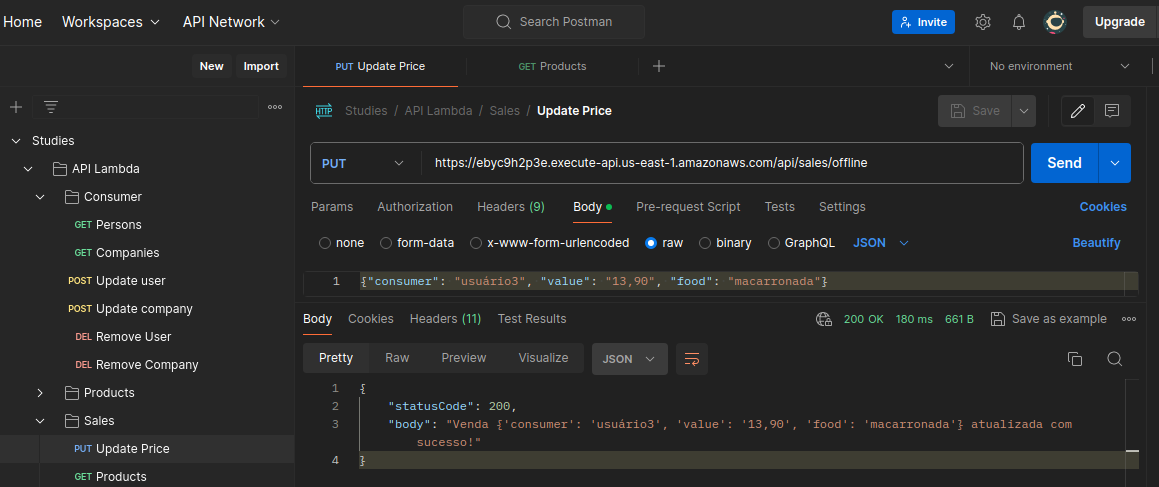 Home Workspaces API Network Search Postman Invite Upgrade
New Import
PUT Update Price GET Products No environment
Studies / API Lambda / Sales / Update Price Save
Studies
API Lambda
Consumer
GET Persons
GET Companies
POST Update user
POST Update company
DEL Remove User
DEL Remove Company
Products
Sales
PUT Update Price
GET Products
HTTP
PUT https://ebyc9h2p3e.execute-api.us-east-1.amazonaws.com/api/sales/offline Send
Params Authorization Headers (9) Body Pre-request Script Tests Settings Cookies
none form-data x-www-form-urlencoded raw binary GraphQL JSON Beautify
1 {"consumer": "usuário3", "value": "13,90", "food": "macarronada"}
Body Cookies Headers (11) Test Results 200 OK 180 ms 661 B Save as example
Pretty Raw Preview Visualize JSON
1 {
2 "statusCode": 200,
3 "body": "Venda {'consumer': 'usuário3', 'value': '13,90', 'food': 'macarronada'} atualizada com
sucesso!"
4 }